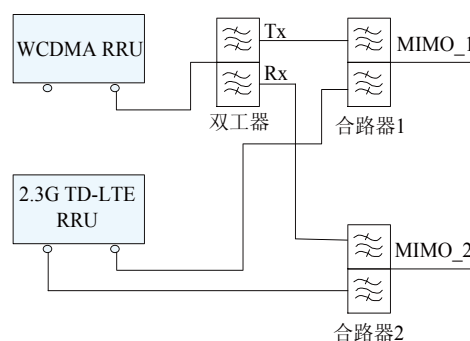 WCDMA RRU
Tx
Rx
双工器
MIMO_1
合路器1
2.3G TD-LTE
RRU
MIMO_2
合路器2